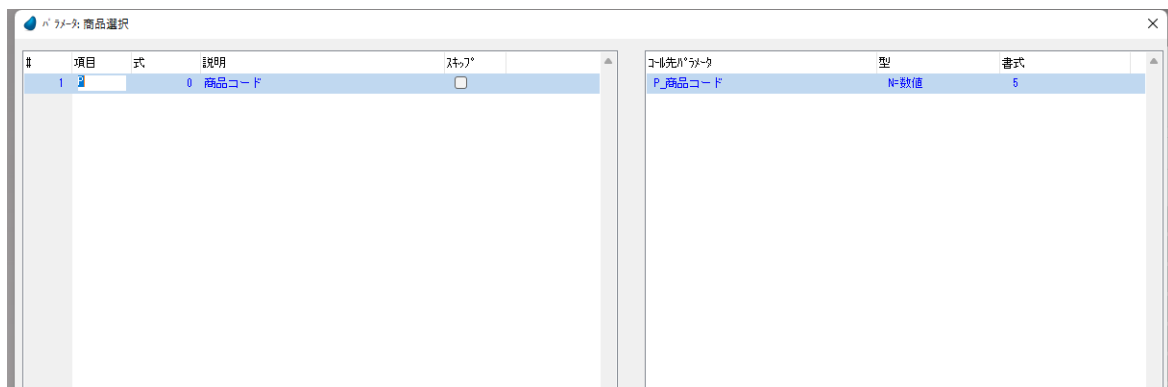 ﾊﾟﾗﾒｰﾀ: 商品選択
# 項目 式 説明 ｽｷｯﾌﾟ
1 P 0 商品コード
ｺｰﾙ先ﾊﾟﾗﾒｰﾀ 型 書式
P_商品コード N=数値 5